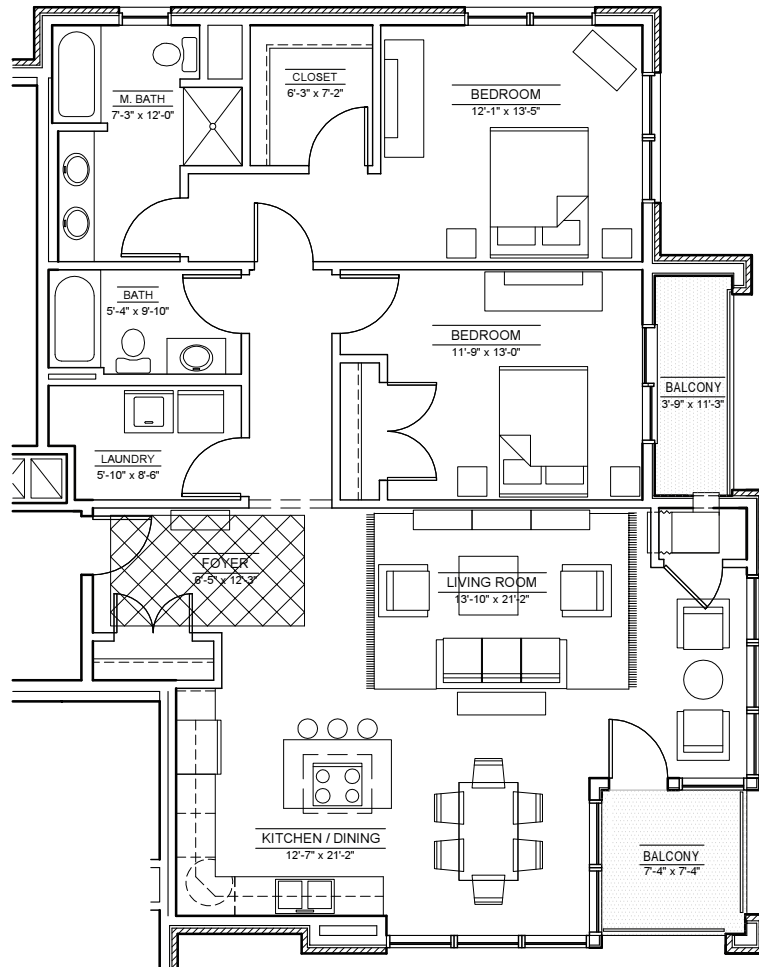 CLOSET
6'-3" x 7'-2"
M. BATH
7'-3" x 12'-0"
BEDROOM
12'-1" x 13'-5"
BATH
5'-4" x 9'-10"
BEDROOM
11'-9" x 13'-0"
BALCONY
3'-9" x 11'-3"
LAUNDRY
5'-10" x 8'-6"
FOYER
6'-5" x 12'-3"
LIVING ROOM
13'-10" x 21'-2"
KITCHEN / DINING
12'-7" x 21'-2"
BALCONY
7'-4" x 7'-4"